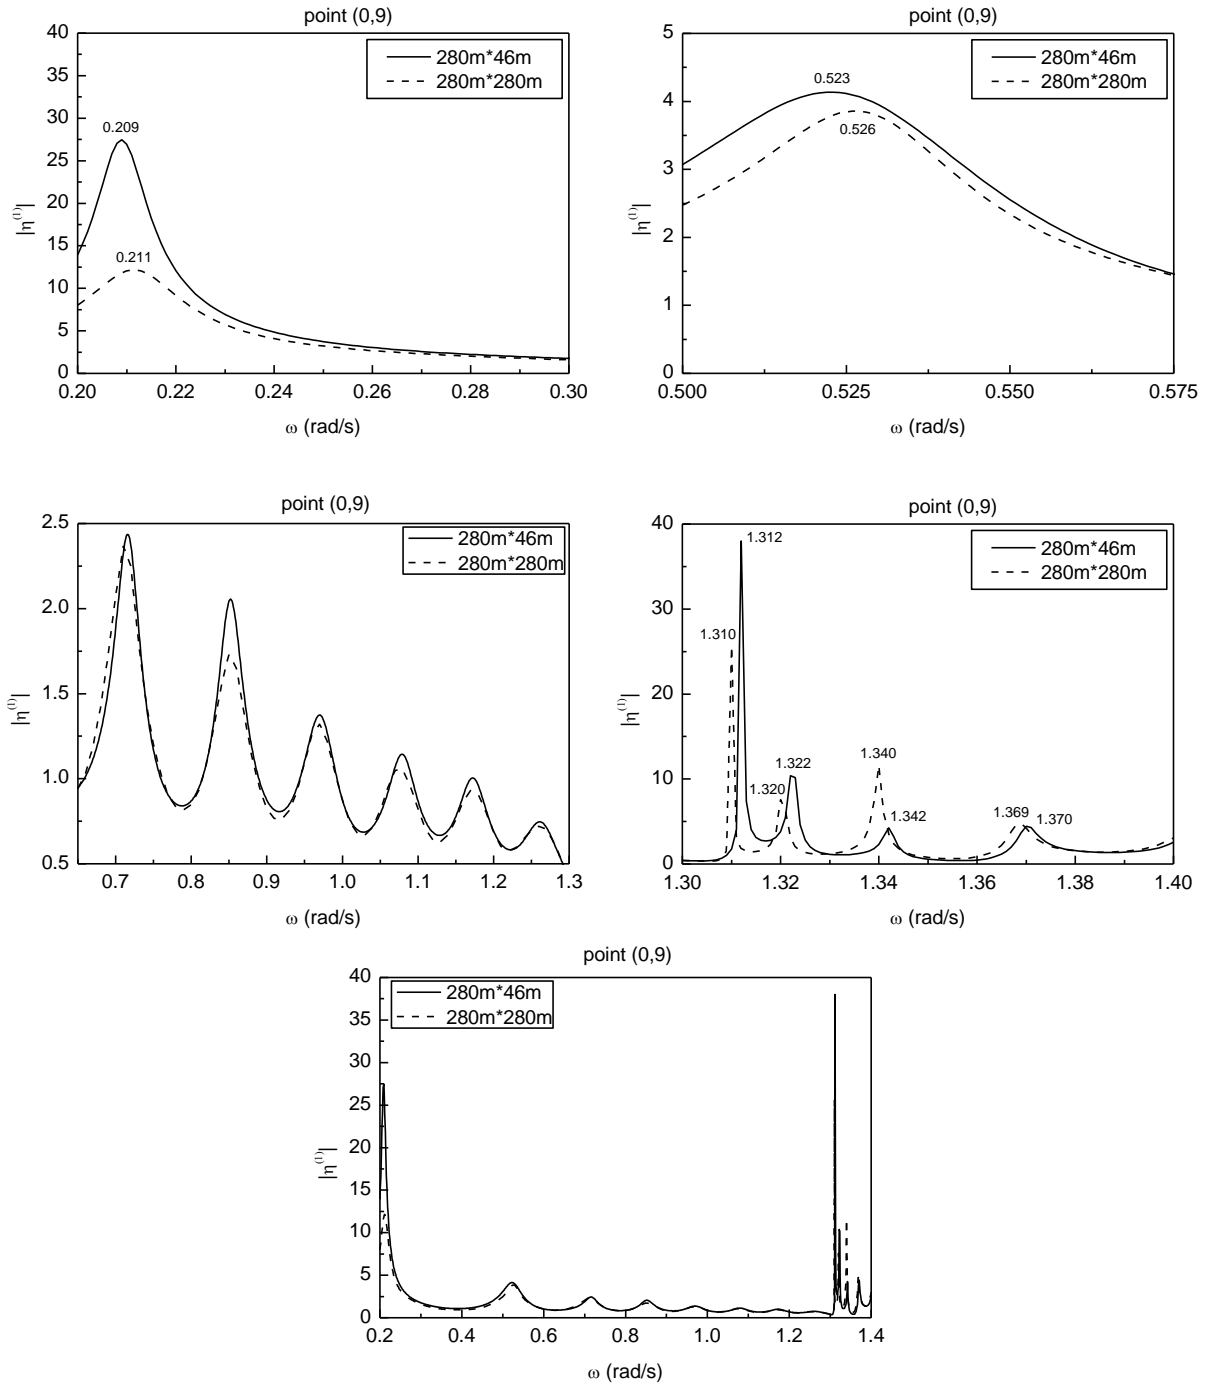 point (0,9)
40
35
30
25
20
15
10
5
0
|η⁽¹⁾|
280m*46m
280m*280m
0.209
0.211
0.20 0.22 0.24 0.26 0.28 0.30
ω (rad/s)
point (0,9)
5
4
3
2
1
0
|η⁽¹⁾|
280m*46m
280m*280m
0.523
0.526
0.500 0.525 0.550 0.575
ω (rad/s)
point (0,9)
2.5
2.0
1.5
1.0
0.5
|η⁽¹⁾|
280m*46m
280m*280m
0.7 0.8 0.9 1.0 1.1 1.2 1.3
ω (rad/s)
point (0,9)
40
30
20
10
0
|η⁽¹⁾|
280m*46m
280m*280m
1.312
1.310
1.322
1.320
1.340
1.342
1.369
1.370
1.30 1.32 1.34 1.36 1.38 1.40
ω (rad/s)
point (0,9)
40
35
30
25
20
15
10
5
0
|η⁽¹⁾|
280m*46m
280m*280m
0.2 0.4 0.6 0.8 1.0 1.2 1.4
ω (rad/s)